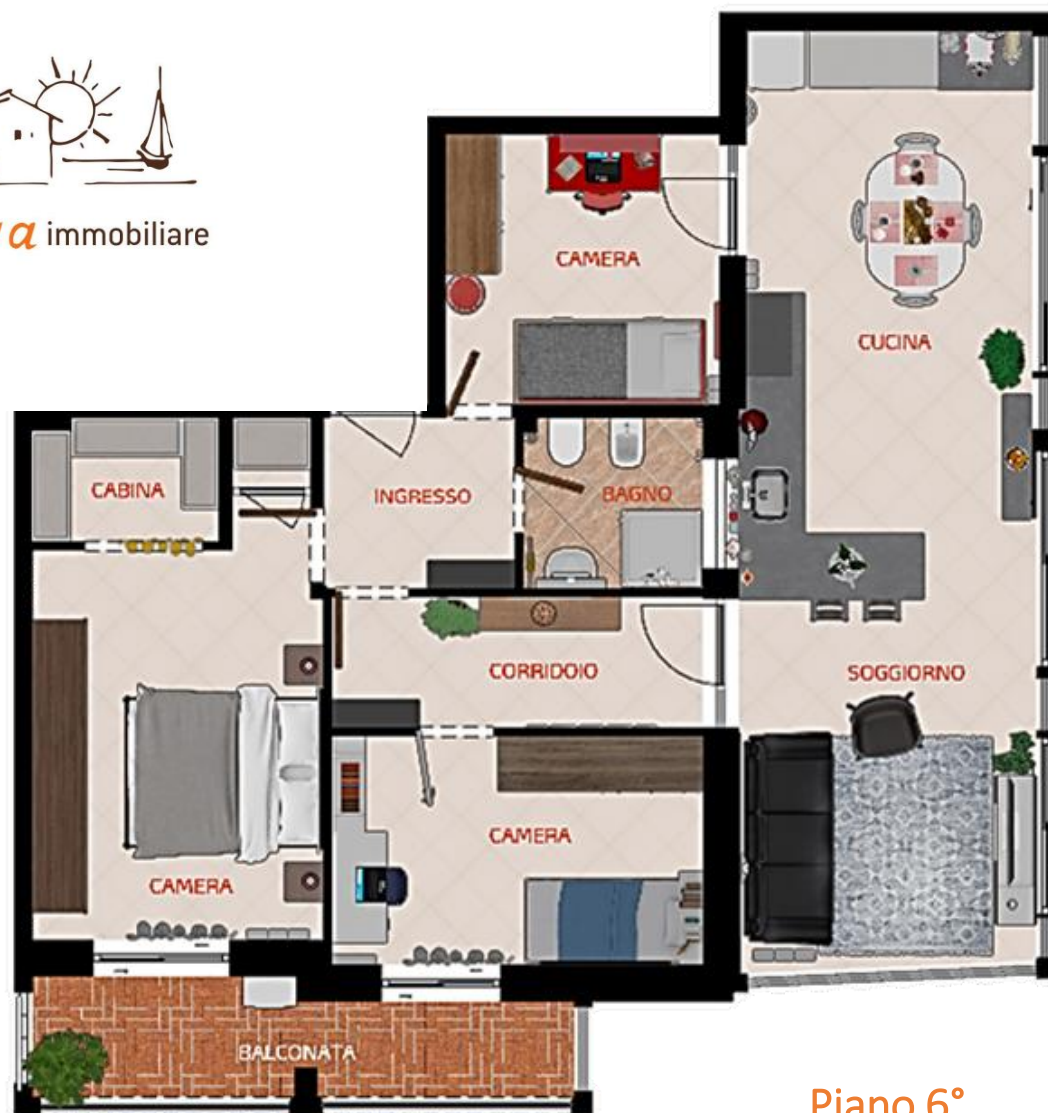 a immobiliare
CAMERA
CUCINA
CABINA
INGRESSO
BAGNO
CORRIDOIO
SOGGIORNO
CAMERA
CAMERA
BALCONATA
Piano 6°